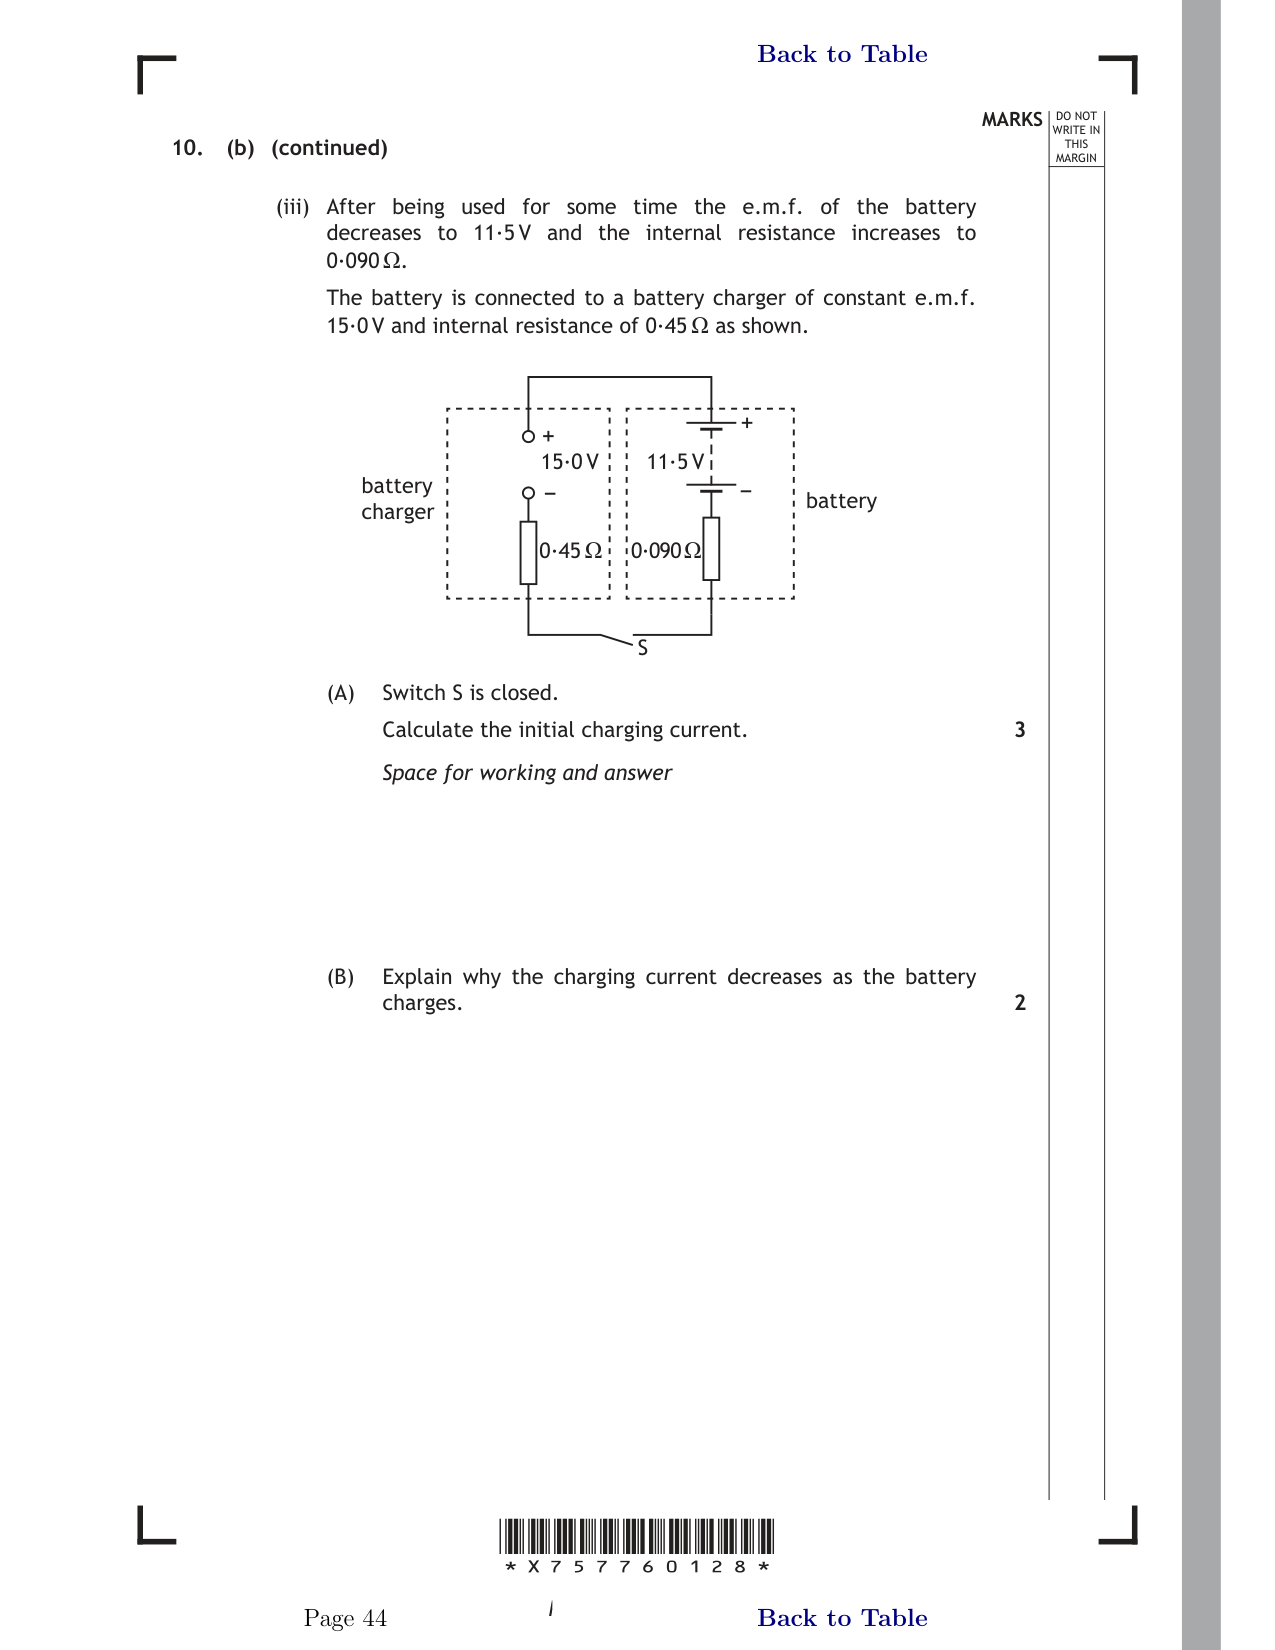 Back to Table
MARKS
DO NOT
WRITE IN
THIS
MARGIN
10. (b) (continued)
(iii) After being used for some time the e.m.f. of the battery
decreases to 11·5 V and the internal resistance increases to
0·090 Ω.
The battery is connected to a battery charger of constant e.m.f.
15·0 V and internal resistance of 0·45 Ω as shown.
+ +
15·0 V 11·5 V
battery
charger
– –
battery
0·45 Ω 0·090 Ω
S
(A) Switch S is closed.
Calculate the initial charging current. 3
Space for working and answer
(B) Explain why the charging current decreases as the battery
charges. 2
* X 7 5 7 7 6 0 1 2 8 *
Page 44 Back to Table